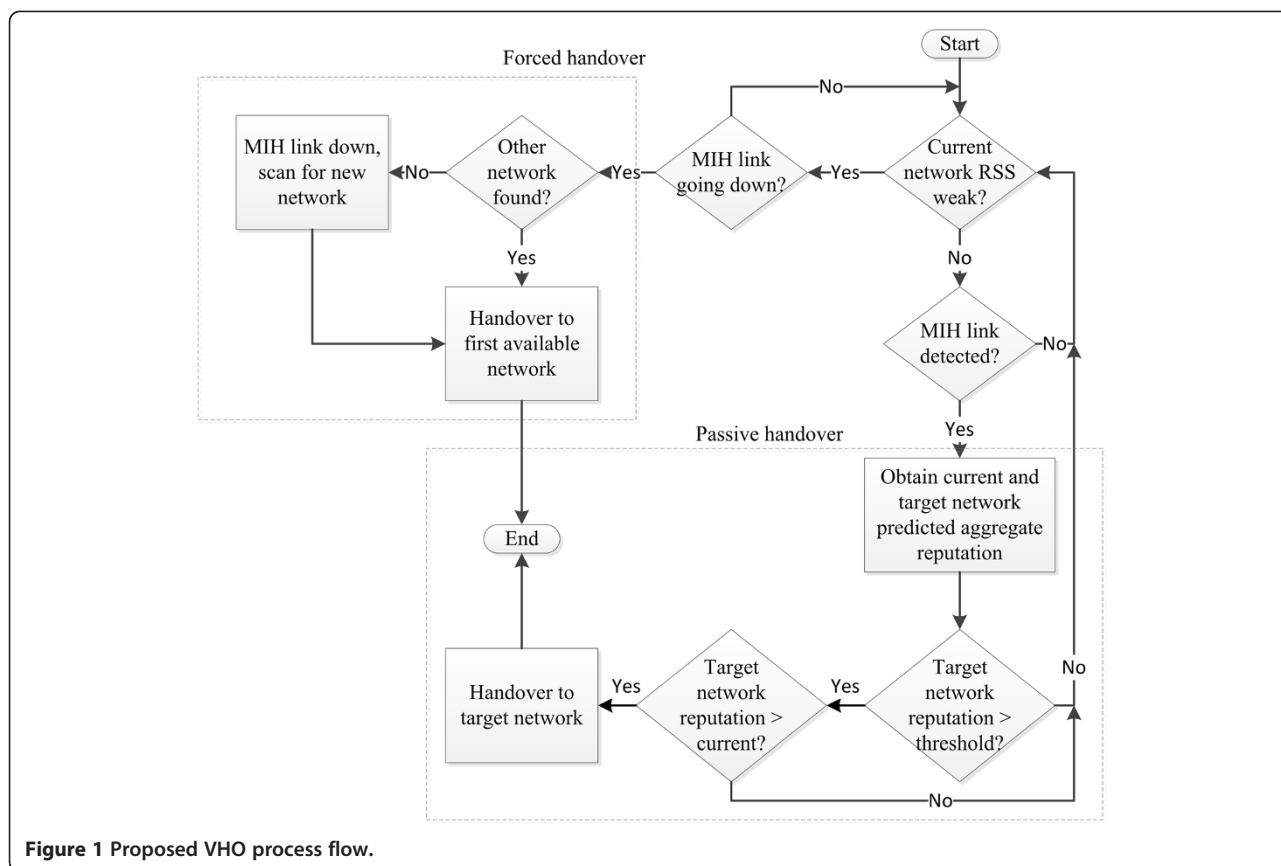 Start
Forced handover
No
MIH link down,
scan for new
network
No
Other
network
found?
Yes
MIH link
going down?
Yes
Current
network RSS
weak?
Yes
No
Handover to
first available
network
MIH link
detected?
No
Yes
Passive handover
Obtain current and
target network
predicted aggregate
reputation
End
Handover to
target network
Yes
Target
network
reputation >
current?
Yes
Target
network
reputation >
threshold?
No
No
Figure 1 Proposed VHO process flow.